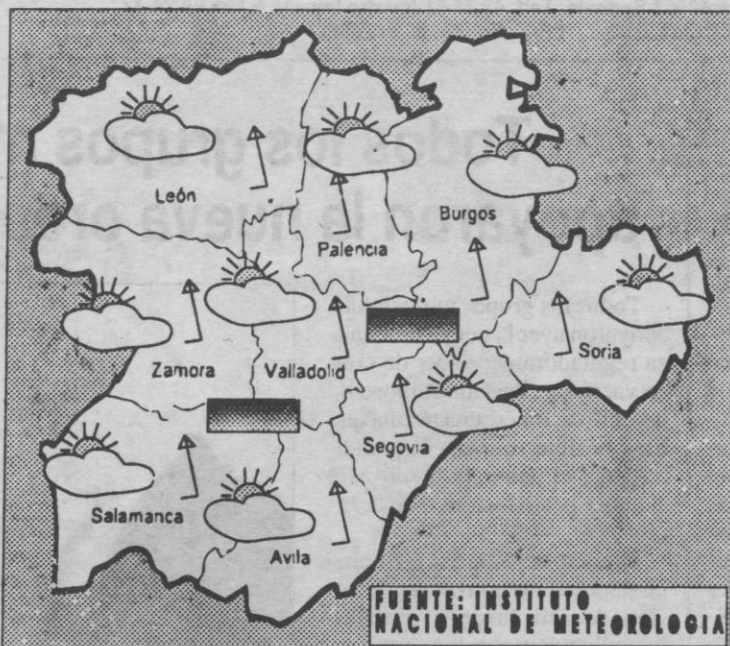 León
Burgos
Palencia
Soria
Zamora
Valladolid
Segovia
Salamanca
Avila
FUENTE: INSTITUTO
NACIONAL DE METEOROLOGIA